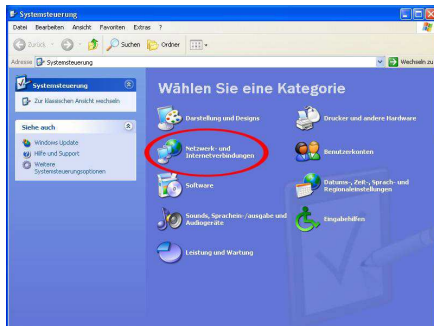 Systemsteuerung
Datei Bearbeiten Ansicht Favoriten Extras ?
Zurück Suchen Ordner
Adresse Systemsteuerung Wechseln zu
Systemsteuerung
Zur klassischen Ansicht wechseln
Siehe auch
Windows Update
Hilfe und Support
Weitere
Systemsteuerungsoptionen
Wählen Sie eine Kategorie
Darstellung und Designs
Drucker und andere Hardware
Netzwerk- und
Internetverbindungen
Benutzerkonten
Software
Datums-, Zeit-, Sprach- und
Regionaleinstellungen
Sounds, Sprachein-/ausgabe und
Audiogeräte
Eingabehilfen
Leistung und Wartung